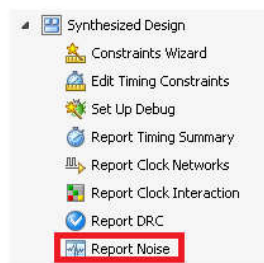 Synthesized Design
Constraints Wizard
Edit Timing Constraints
Set Up Debug
Report Timing Summary
Report Clock Networks
Report Clock Interaction
Report DRC
Report Noise